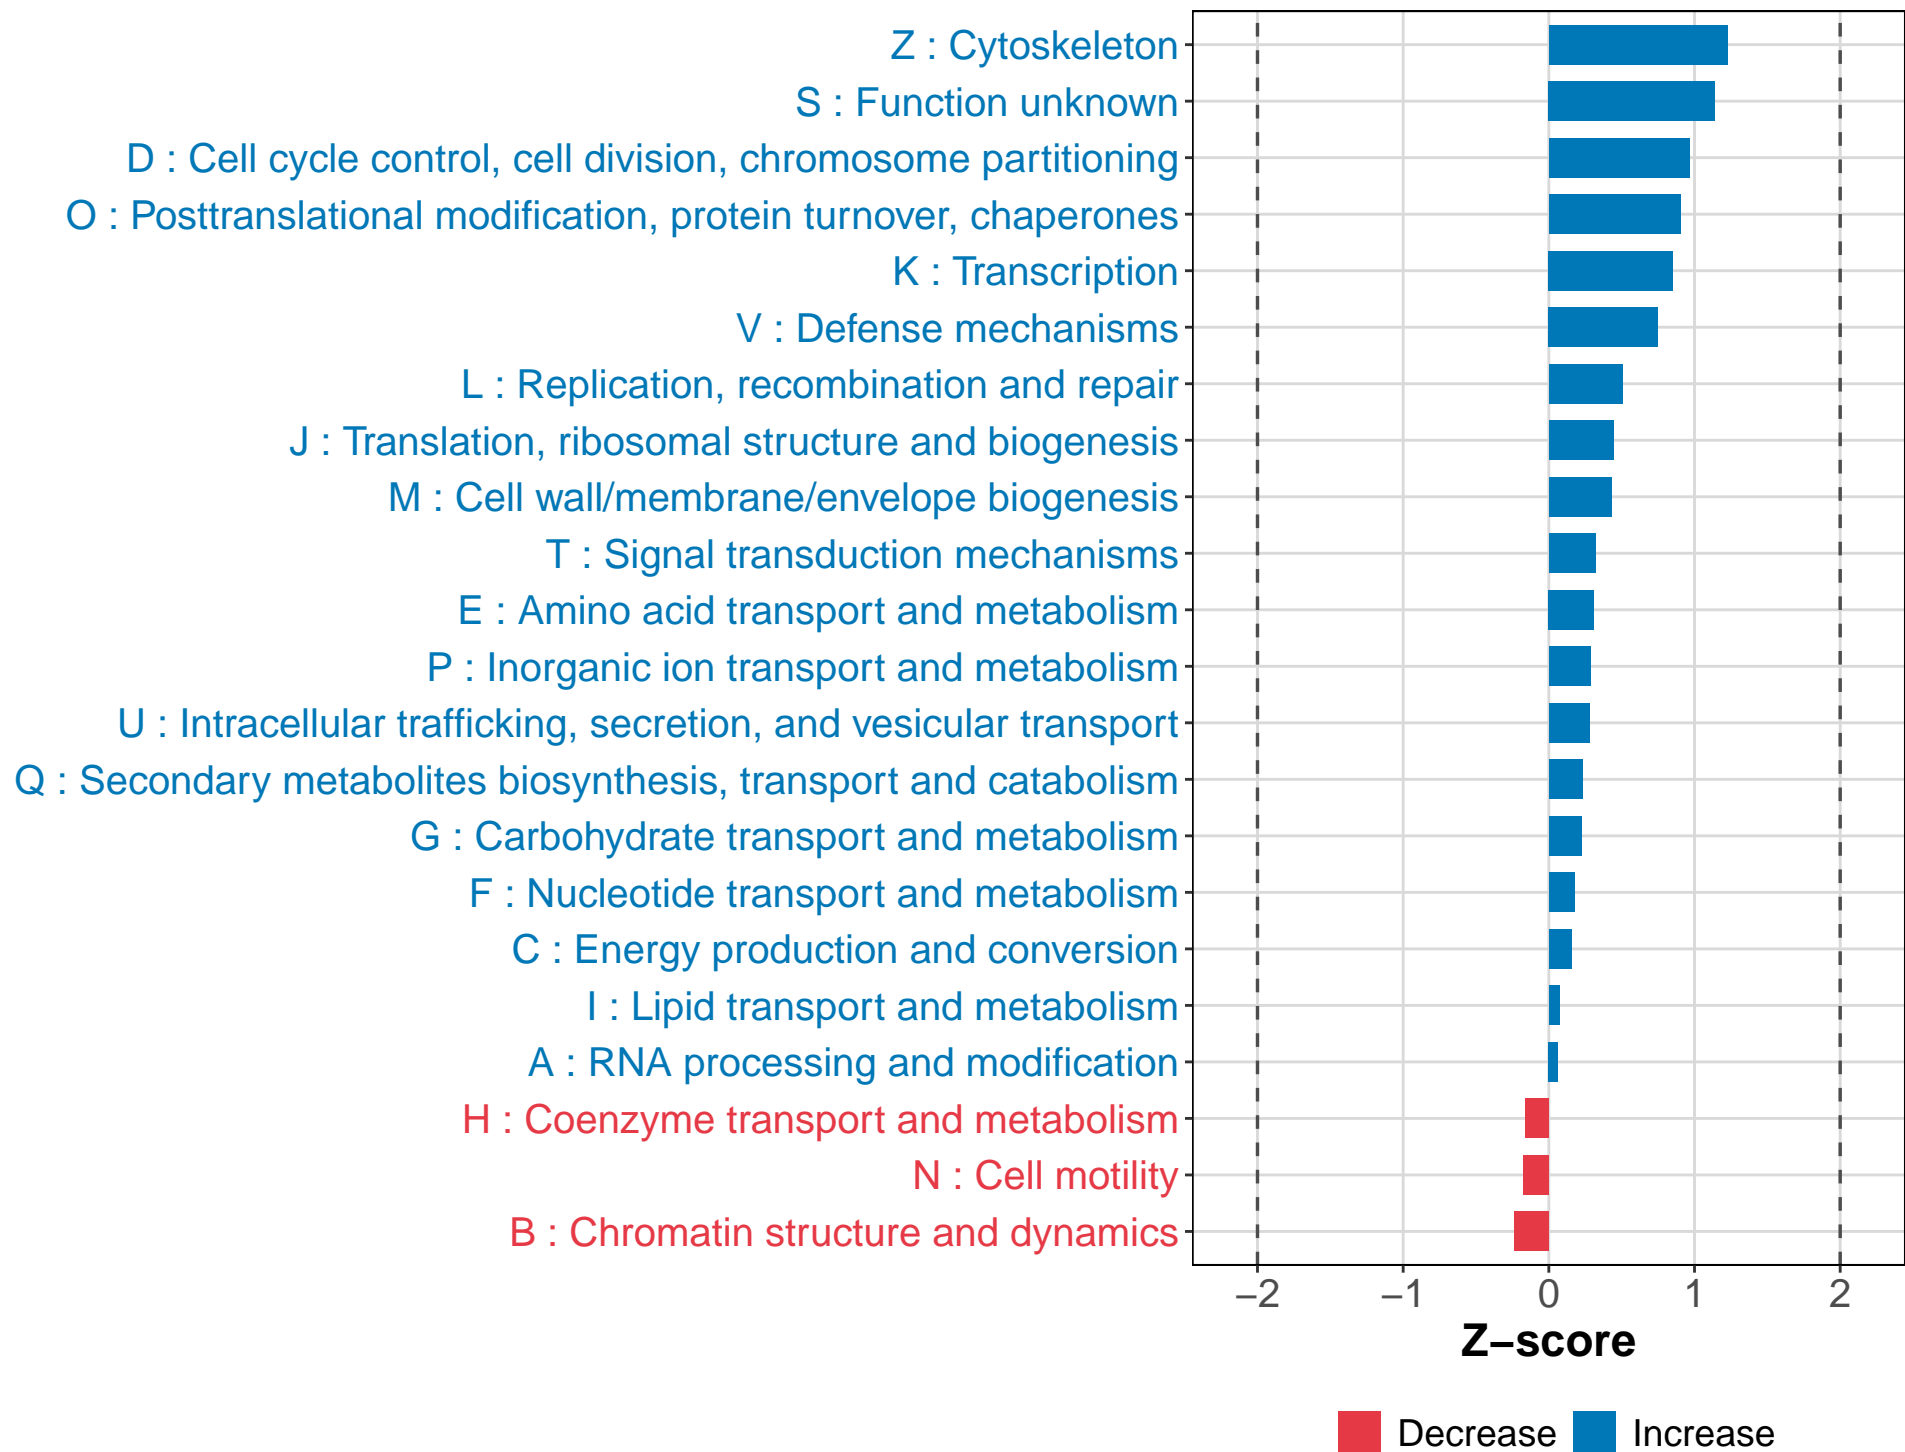 Z : Cytoskeleton
S : Function unknown
D : Cell cycle control, cell division, chromosome partitioning
O : Posttranslational modification, protein turnover, chaperones
K : Transcription
V : Defense mechanisms
L : Replication, recombination and repair
J : Translation, ribosomal structure and biogenesis
M : Cell wall/membrane/envelope biogenesis
T : Signal transduction mechanisms
E : Amino acid transport and metabolism
P : Inorganic ion transport and metabolism
U : Intracellular trafficking, secretion, and vesicular transport
Q : Secondary metabolites biosynthesis, transport and catabolism
G : Carbohydrate transport and metabolism
F : Nucleotide transport and metabolism
C : Energy production and conversion
I : Lipid transport and metabolism
A : RNA processing and modification
H : Coenzyme transport and metabolism
N : Cell motility
B : Chromatin structure and dynamics
−2 −1 0 1 2
Z−score
Decrease Increase